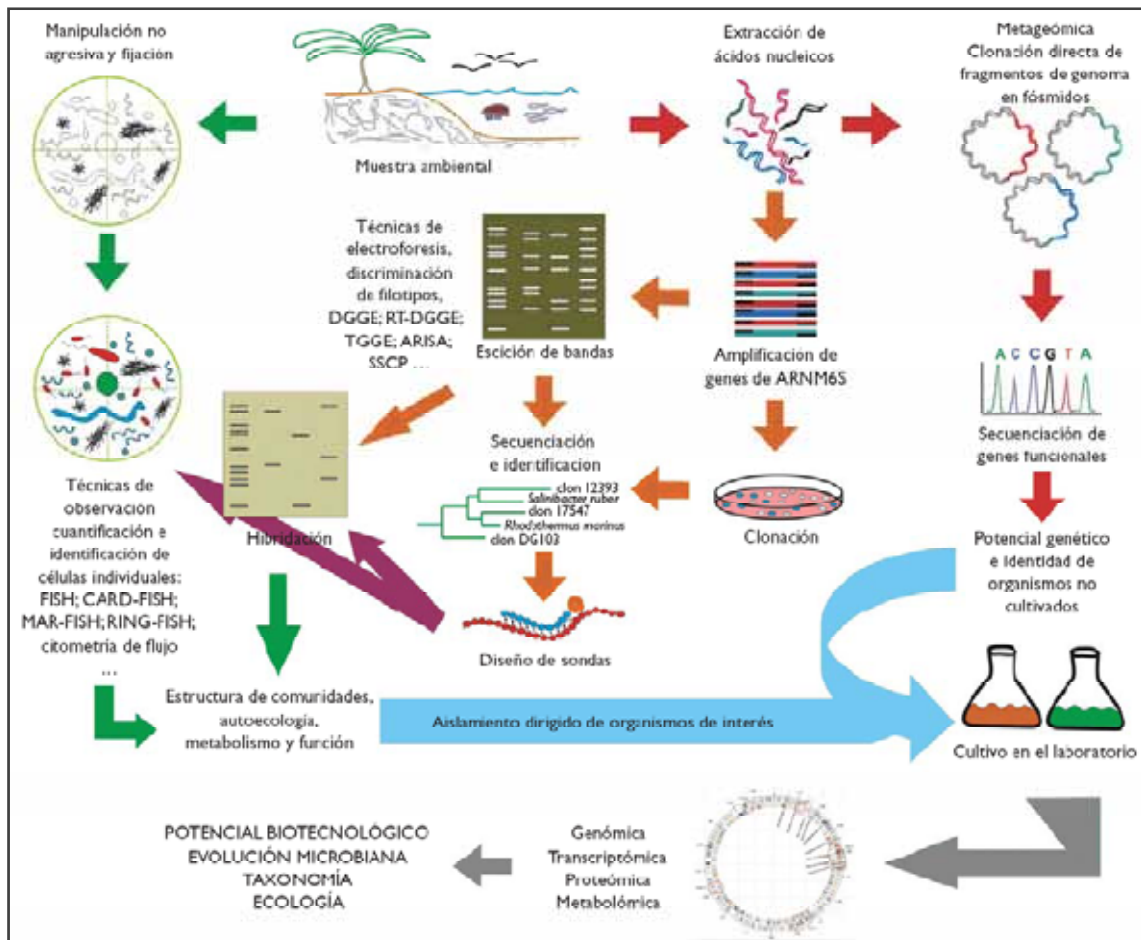 Manipulación no
agresiva y fijación
Muestra ambiental
Extracción de
ácidos nucleicos
Metageómica
Clonación directa de
fragmentos de genoma
en fósmidos
Técnicas de
electroforesis,
discriminación
de filotipos,
DGGE; RT-DGGE;
TGGE; ARISA;
SSCP ...
Escición de bandas
Amplificación de
genes de ARNM6S
A C C G T A
Secuenciación de
genes funcionales
Técnicas de
observación
cuantificación e
identificación de
células individuales:
FISH; CARD-FISH;
MAR-FISH; RING-FISH;
citometría de flujo
...
Hibridación
Secuenciación
e identificacion
clon 12393
Salinibacter ruber
clon 17547
Rhodothermus marinus
clon DG103
Clonación
Potencial genético
e identidad de
organismos no
cultivados
Diseño de sondas
Estructura de comunidades,
autoecología,
metabolismo y furción
Aislamiento dirigido de organismos de interés
Cultivo en el laboratorio
POTENCIAL BIOTECNOLÓGICO
EVOLUCIÓN MICROBIANA
TAXONOMÍA
ECOLOGÍA
Genómica
Transcriptómica
Proteómica
Metabolómica